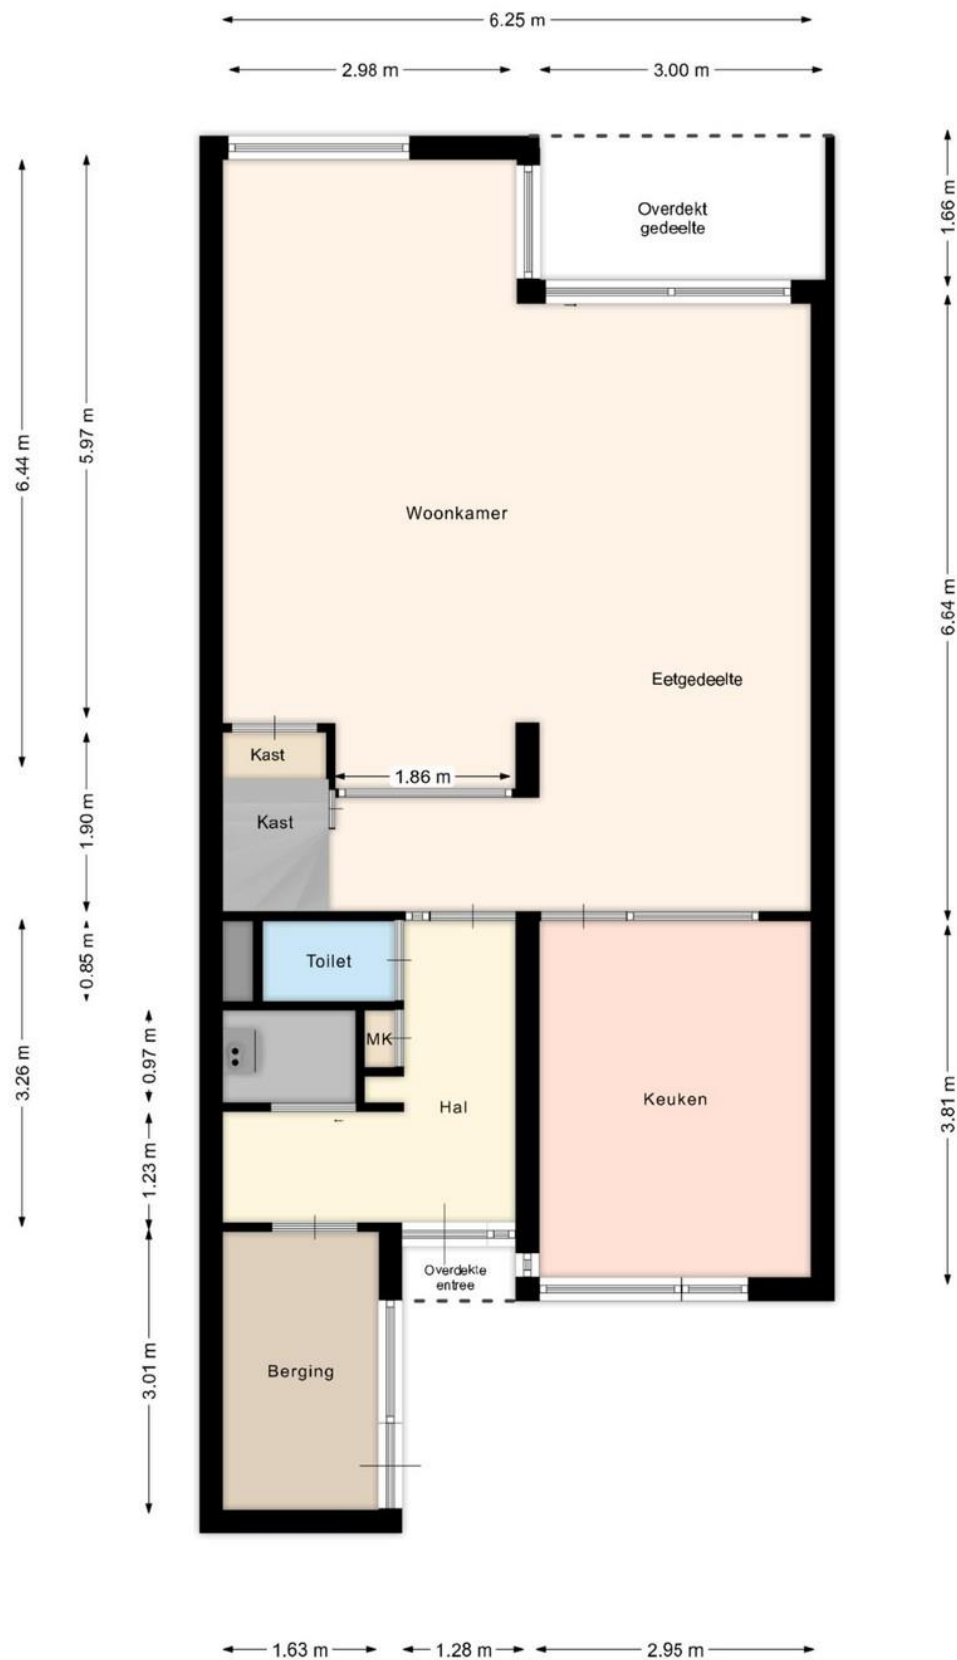 6.25 m
2.98 m
3.00 m
1.66 m
Overdekt
gedeelte
5.97 m
6.44 m
Woonkamer
6.64 m
Eetgedeelte
Kast
1.86 m
Kast
1.90 m
0.85 m
Toilet
MK
0.97 m
3.26 m
Hal
Keuken
3.81 m
1.23 m
Overdekte
entree
Berging
3.01 m
1.63 m
1.28 m
2.95 m